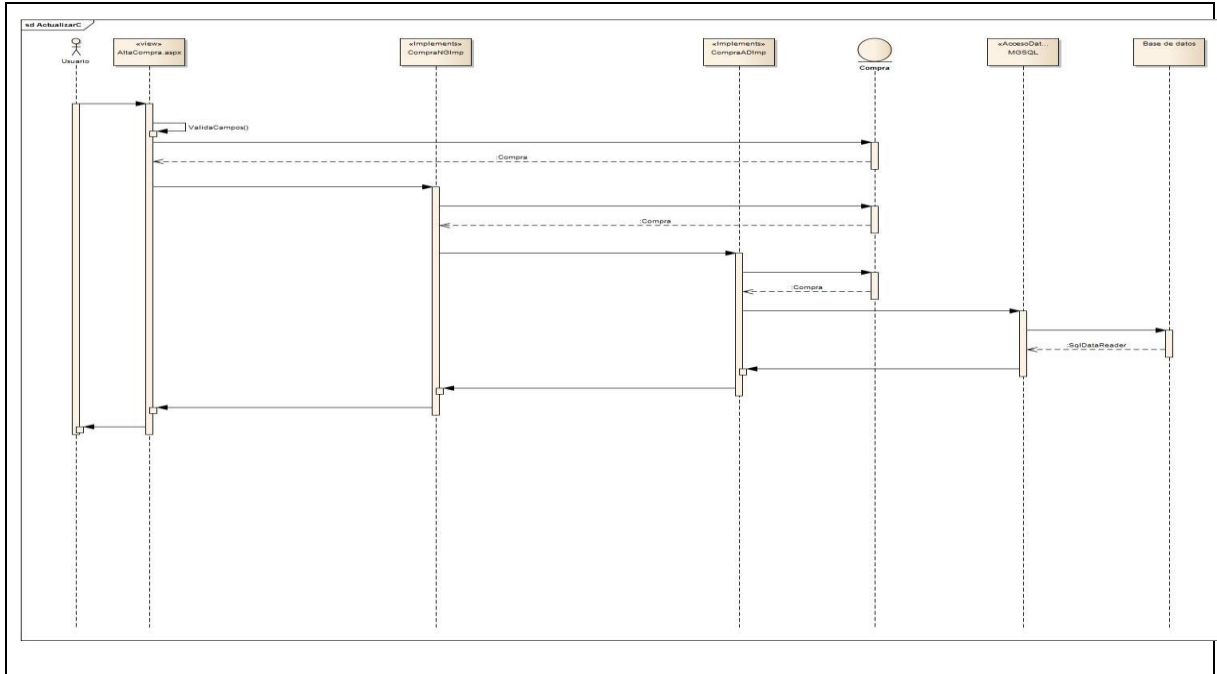 sd ActualizarC
Usuario
«view»
AltaCompra.aspx
«implements»
CompraNGImp
«implements»
CompraADImp
Compra
«AccesoDat...
MGSQL
Base de datos
ValidaCampos()
:Compra
:Compra
:Compra
:SqlDataReader